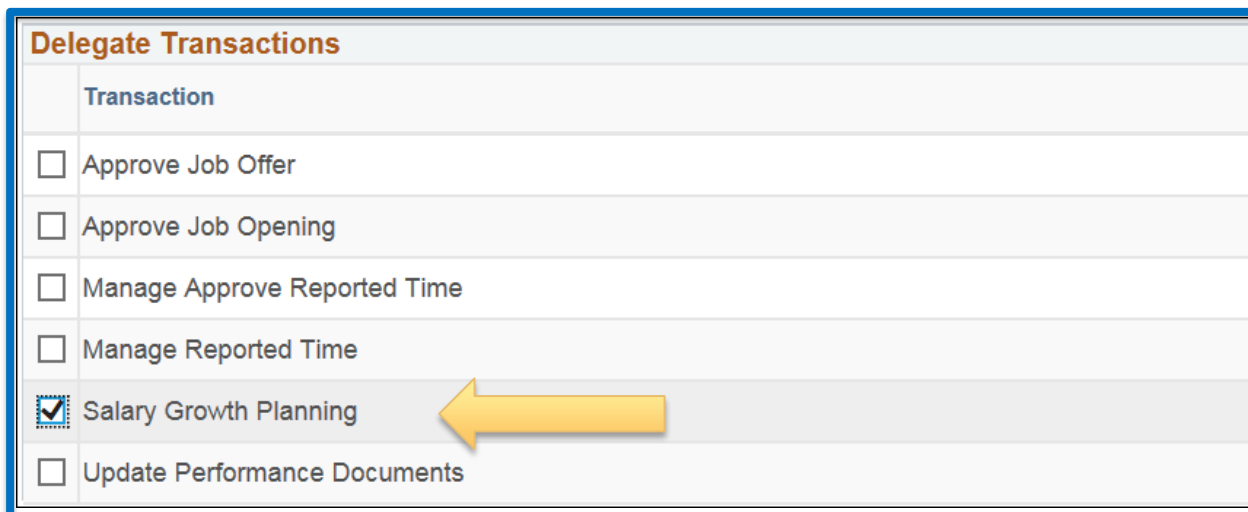 Delegate Transactions
Transaction
Approve Job Offer
Approve Job Opening
Manage Approve Reported Time
Manage Reported Time
Salary Growth Planning
Update Performance Documents